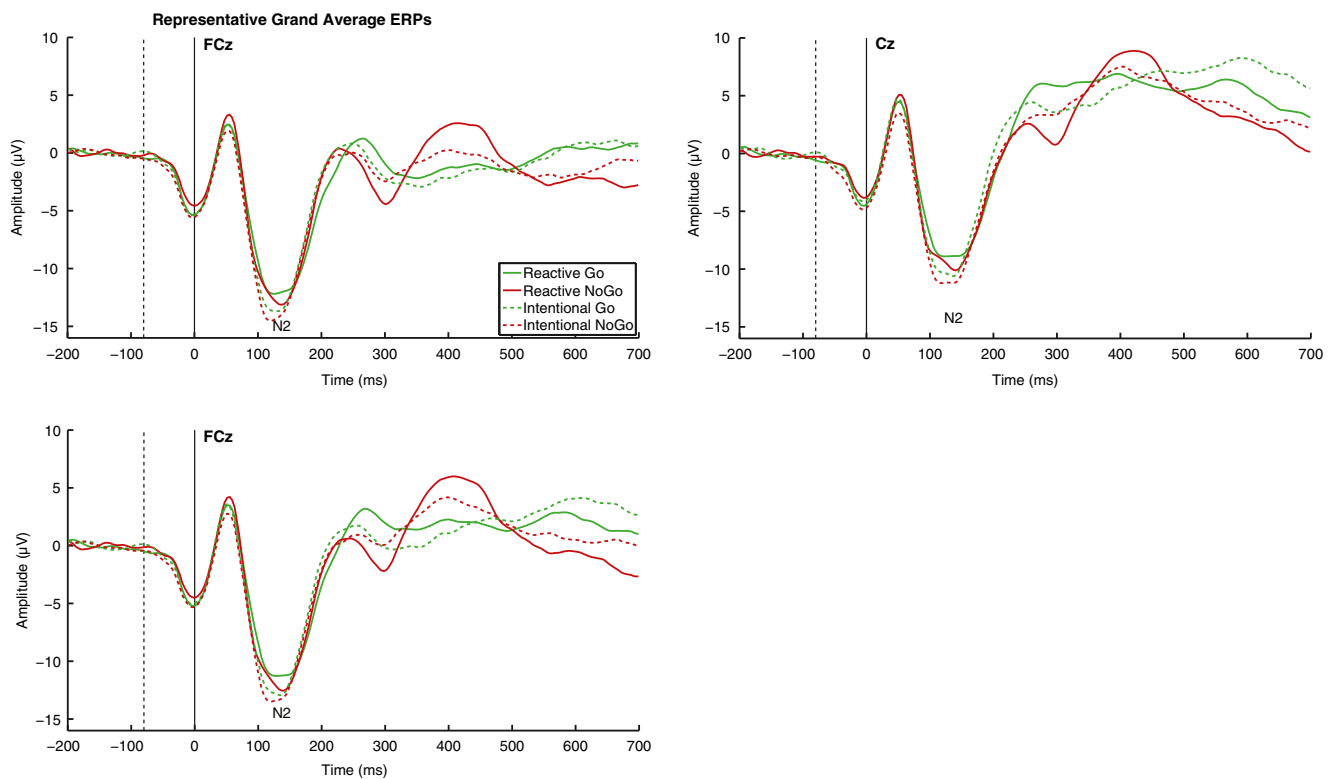 Representative Grand Average ERPs
FCz
10
5
0
−5
−10
−15
Amplitude (µV)
N2
Reactive Go
Reactive NoGo
Intentional Go
Intentional NoGo
−200 −100 0 100 200 300 400 500 600 700
Time (ms)
Cz
10
5
0
−5
−10
−15
Amplitude (µV)
N2
−200 −100 0 100 200 300 400 500 600 700
Time (ms)
FCz
10
5
0
−5
−10
−15
Amplitude (µV)
N2
−200 −100 0 100 200 300 400 500 600 700
Time (ms)